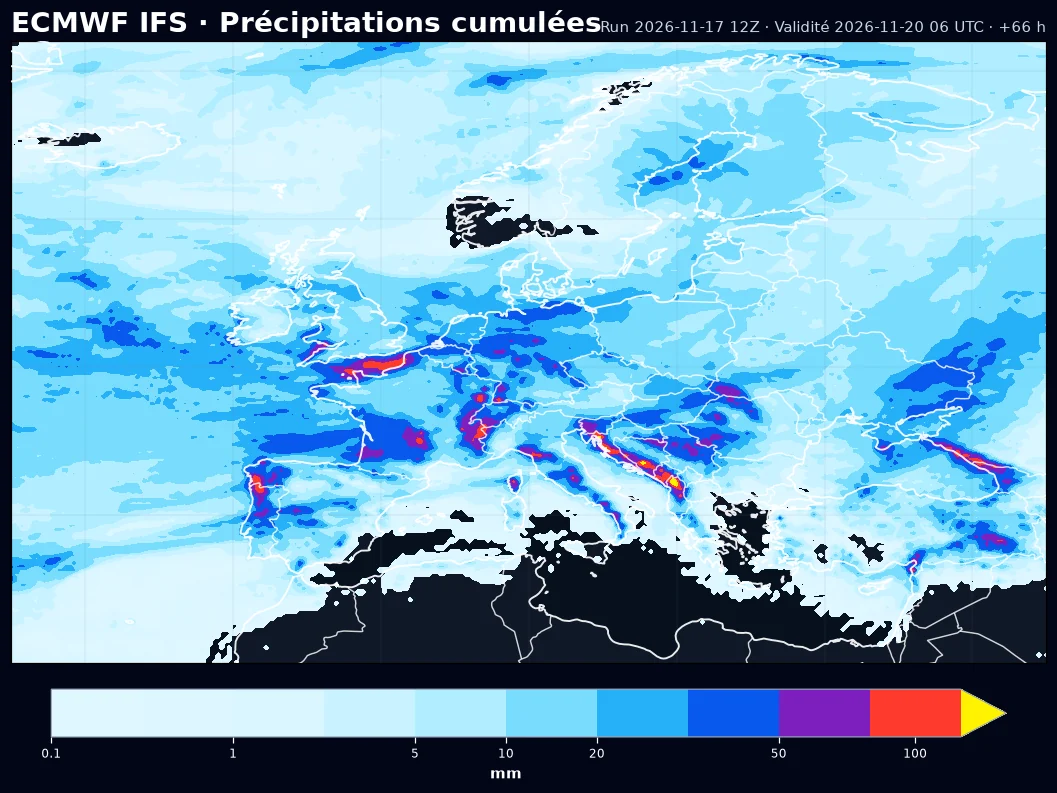 ECMWF IFS · Précipitations cumulées Run 2026-11-17 12Z · Validité 2026-11-20 06 UTC · +66 h
0.1 1 5 10 20 50 100
mm